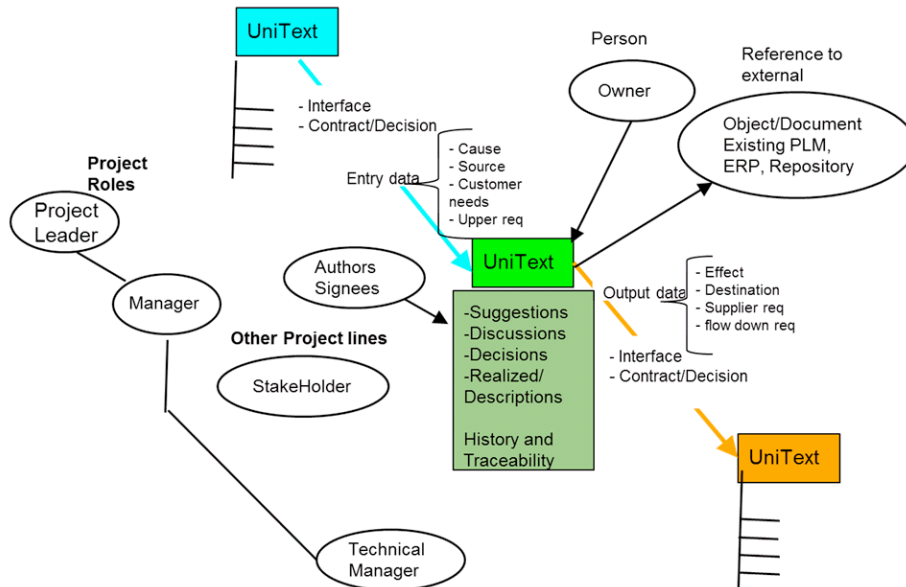 UniText
Person
Reference to
external
Owner
- Interface
- Contract/Decision
Object/Document
Existing PLM,
ERP, Repository
- Cause
- Source
- Customer
needs
- Upper req
Entry data
Project
Roles
Project
Leader
UniText
Authors
Signees
Manager
Output data
- Effect
- Destination
- Supplier req
- flow down req
-Suggestions
-Discussions
-Decisions
-Realized/
Descriptions
History and
Traceability
Other Project lines
StakeHolder
- Interface
- Contract/Decision
UniText
Technical
Manager